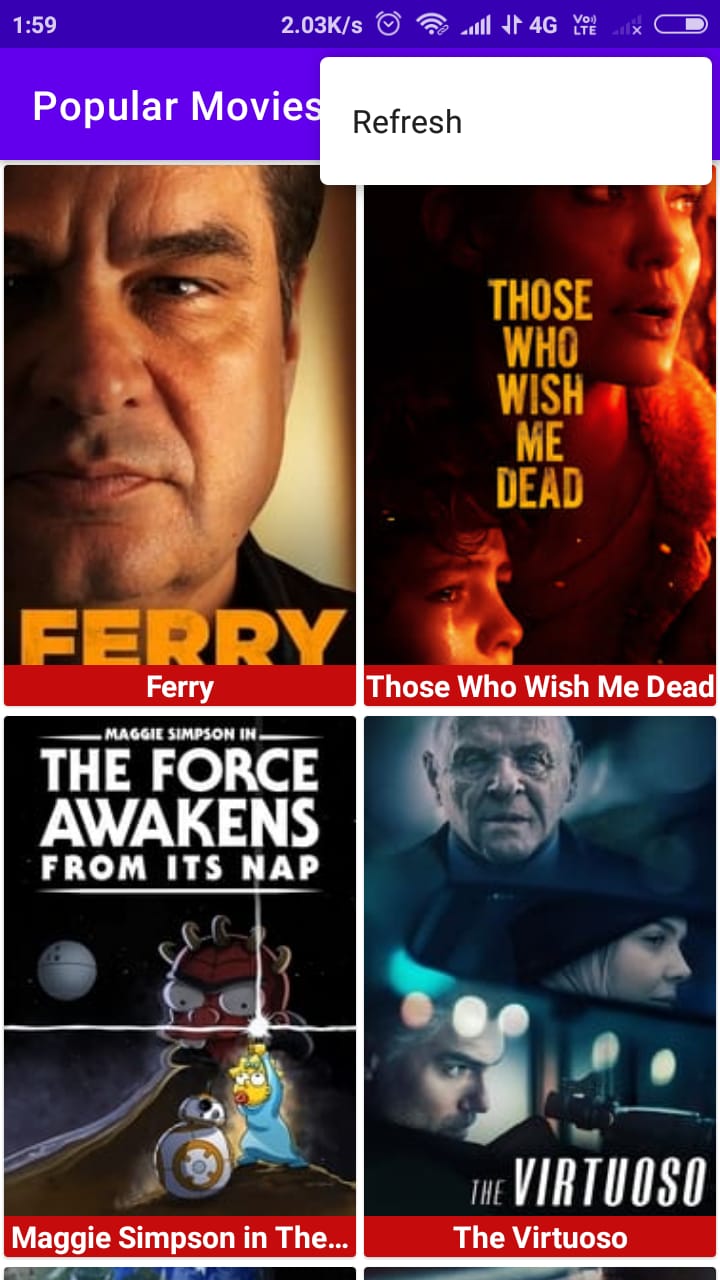 1:59 2.03K/s 4G Vo)) LTE
Popular Movies
Refresh
FERRY
Ferry
THOSE
WHO
WISH
ME
DEAD
Those Who Wish Me Dead
MAGGIE SIMPSON IN
THE FORCE
AWAKENS
FROM ITS NAP
Maggie Simpson in The...
THE VIRTUOSO
The Virtuoso